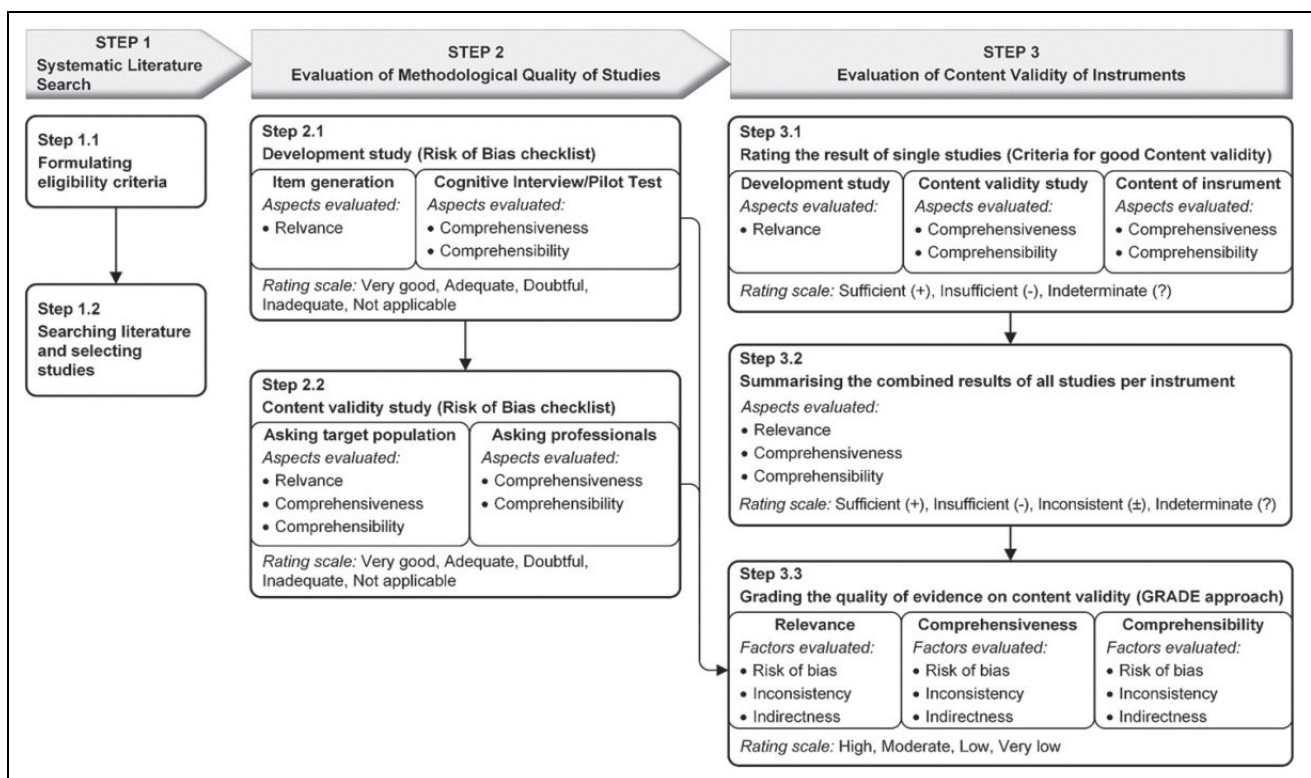 STEP 1
Systematic Literature
Search
STEP 2
Evaluation of Methodological Quality of Studies
STEP 3
Evaluation of Content Validity of Instruments
Step 1.1
Formulating
eligibility criteria
Step 1.2
Searching literature
and selecting
studies
Step 2.1
Development study (Risk of Bias checklist)
Item generation
Aspects evaluated:
• Relvance
Cognitive Interview/Pilot Test
Aspects evaluated:
• Comprehensiveness
• Comprehensibility
Rating scale: Very good, Adequate, Doubtful,
Inadequate, Not applicable
Step 2.2
Content validity study (Risk of Bias checklist)
Asking target population
Aspects evaluated:
• Relvance
• Comprehensiveness
• Comprehensibility
Asking professionals
Aspects evaluated:
• Comprehensiveness
• Comprehensibility
Rating scale: Very good, Adequate, Doubtful,
Inadequate, Not applicable
Step 3.1
Rating the result of single studies (Criteria for good Content validity)
Development study
Aspects evaluated:
• Relvance
Content validity study
Aspects evaluated:
• Comprehensiveness
• Comprehensibility
Content of insrument
Aspects evaluated:
• Comprehensiveness
• Comprehensibility
Rating scale: Sufficient (+), Insufficient (-), Indeterminate (?)
Step 3.2
Summarising the combined results of all studies per instrument
Aspects evaluated:
• Relevance
• Comprehensiveness
• Comprehensibility
Rating scale: Sufficient (+), Insufficient (-), Inconsistent (±), Indeterminate (?)
Step 3.3
Grading the quality of evidence on content validity (GRADE approach)
Relevance
Factors evaluated:
• Risk of bias
• Inconsistency
• Indirectness
Comprehensiveness
Factors evaluated:
• Risk of bias
• Inconsistency
• Indirectness
Comprehensibility
Factors evaluated:
• Risk of bias
• Inconsistency
• Indirectness
Rating scale: High, Moderate, Low, Very low